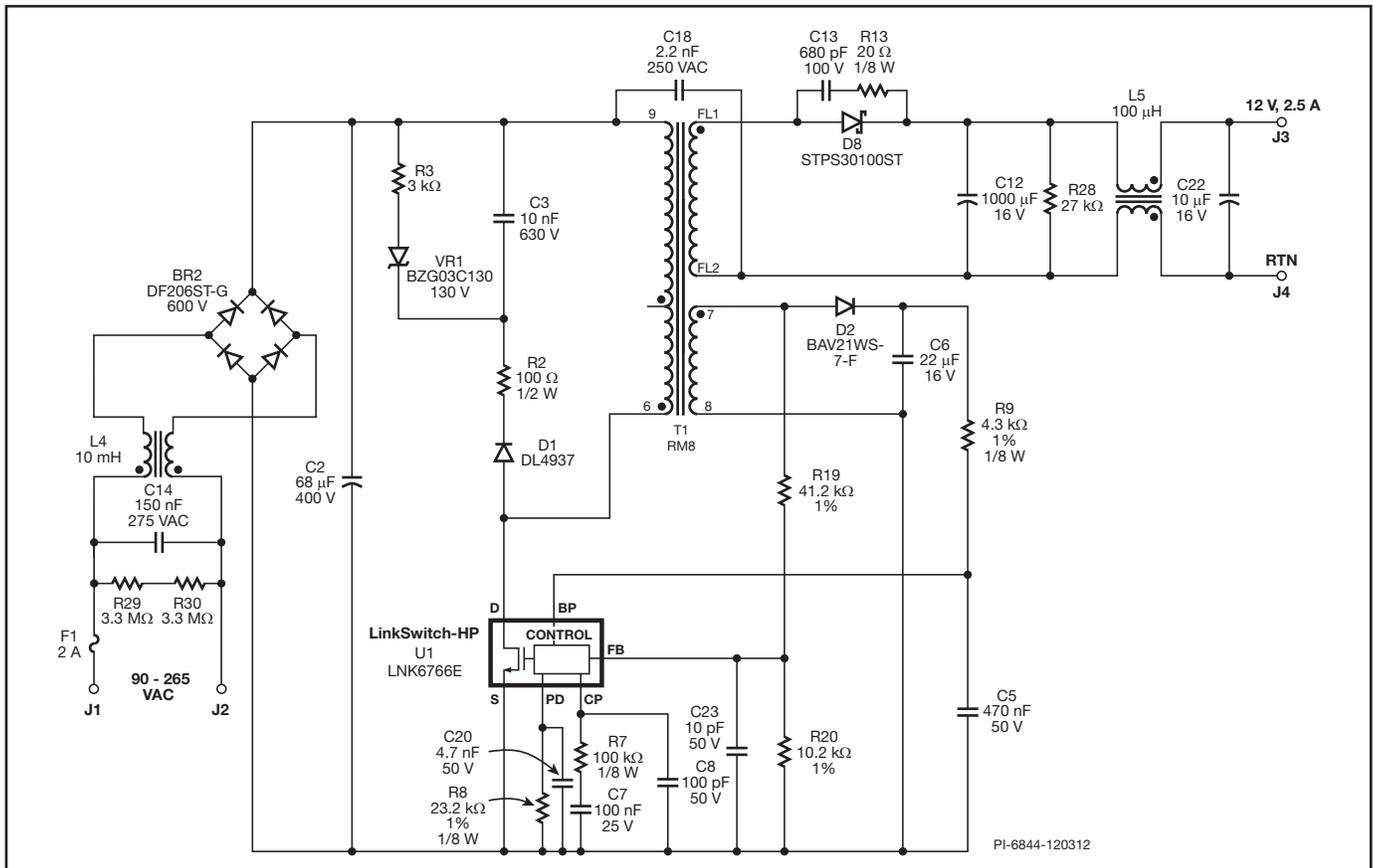 C18
2.2 nF
250 VAC
C13
680 pF
100 V
R13
20 Ω
1/8 W
L5
100 µH
12 V, 2.5 A
J3
9
FL1
D8
STPS30100ST
R3
3 kΩ
C3
10 nF
630 V
VR1
BZG03C130
130 V
C12
1000 µF
16 V
R28
27 kΩ
C22
10 µF
16 V
FL2
RTN
J4
BR2
DF206ST-G
600 V
7
D2
BAV21WS-
7-F
C6
22 µF
16 V
R2
100 Ω
1/2 W
6
8
T1
RM8
R9
4.3 kΩ
1%
1/8 W
L4
10 mH
D1
DL4937
C2
68 µF
400 V
R19
41.2 kΩ
1%
C14
150 nF
275 VAC
R29
3.3 MΩ
R30
3.3 MΩ
F1
2 A
90 - 265
VAC
J1
J2
D
BP
LinkSwitch-HP
U1
LNK6766E
CONTROL
FB
S
PD
CP
C20
4.7 nF
50 V
R8
23.2 kΩ
1%
1/8 W
R7
100 kΩ
1/8 W
C7
100 nF
25 V
C8
100 pF
50 V
C23
10 pF
50 V
R20
10.2 kΩ
1%
C5
470 nF
50 V
PI-6844-120312